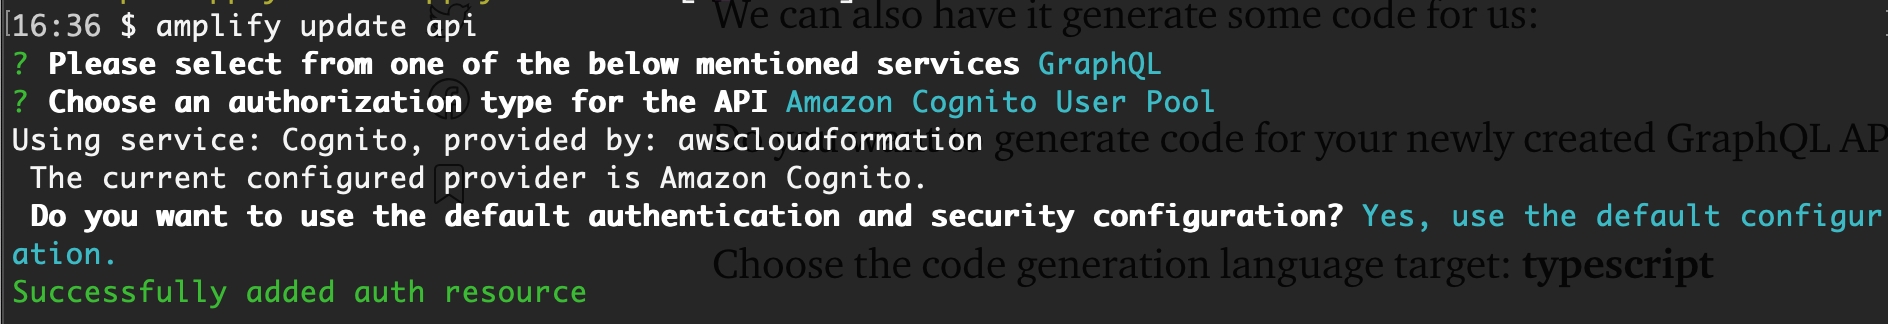 We can also have it generate some code for us:
16:36 $ amplify update api
? Please select from one of the below mentioned services GraphQL
? Choose an authorization type for the API Amazon Cognito User Pool
Using service: Cognito, provided by: awscloudformation
generate code for your newly created GraphQL AP
The current configured provider is Amazon Cognito.
Do you want to use the default authentication and security configuration? Yes, use the default configur
ation.
Choose the code generation language target: typescript
Successfully added auth resource